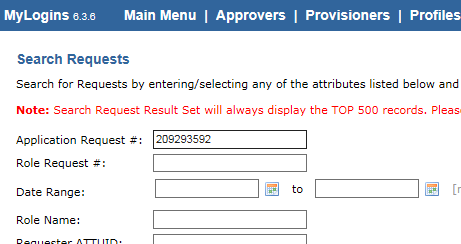 MyLogins 6.3.6 Main Menu | Approvers | Provisioners | Profiles
Search Requests
Search for Requests by entering/selecting any of the attributes listed below and
Note: Search Request Result Set will always display the TOP 500 records. Pleas
Application Request #: 209293592
Role Request #:
Date Range: to
Role Name:
Requester ATTUID: